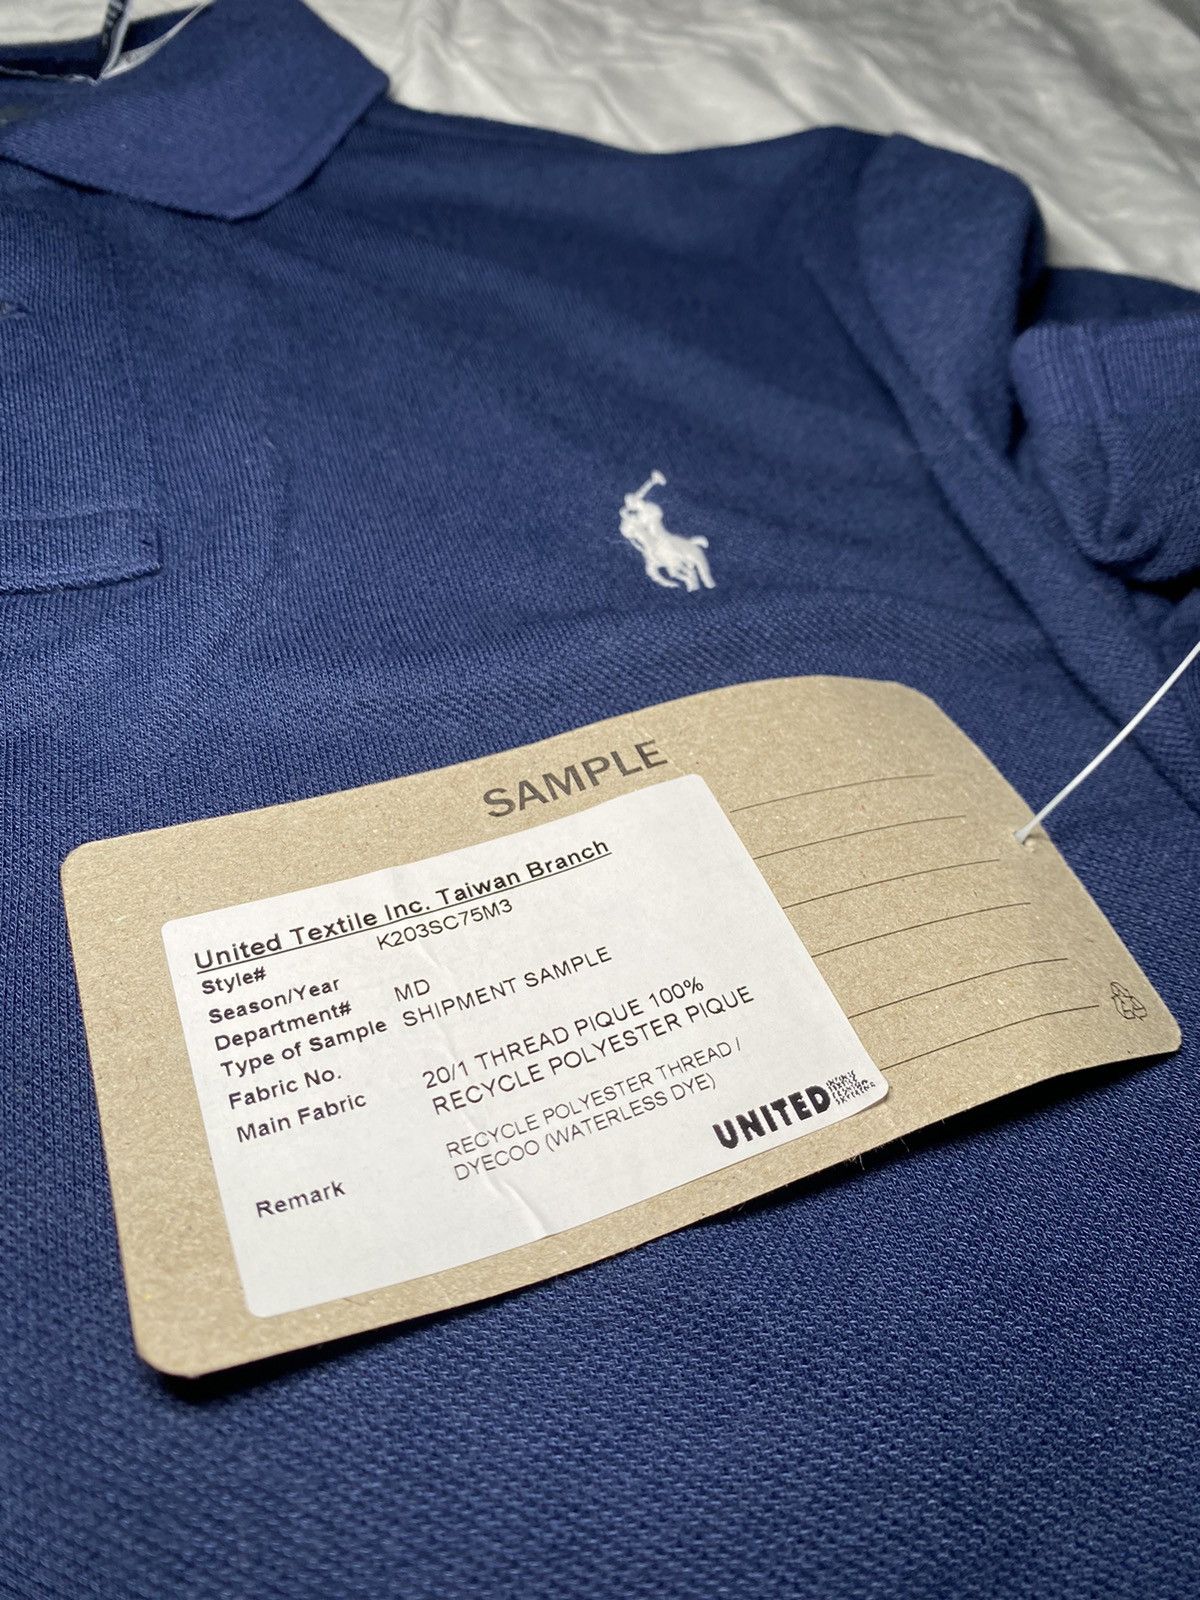 SAMPLE
United Textile Inc. Taiwan Branch
Style# K203SC75M3
Season/Year
Department# MD
Type of Sample SHIPMENT SAMPLE
Fabric No.
Main Fabric 20/1 THREAD PIQUE 100%
RECYCLE POLYESTER PIQUE
Remark RECYCLE POLYESTER THREAD /
DYECOO (WATERLESS DYE)
UNITED